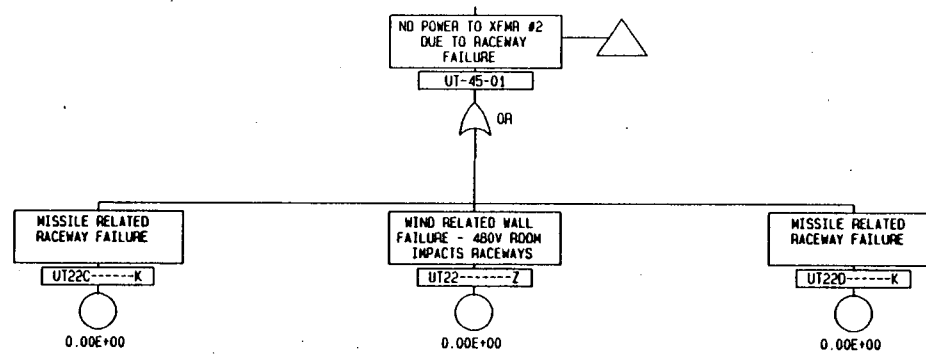 NO POWER TO XFMR #2
DUE TO RACEWAY
FAILURE
UT-45-01
OR
MISSILE RELATED
RACEWAY FAILURE
UT22C------K
0.00E+00
WIND RELATED WALL
FAILURE - 480V ROOM
IMPACTS RACEWAYS
UT22-------Z
0.00E+00
MISSILE RELATED
RACEWAY FAILURE
UT22D------K
0.00E+00